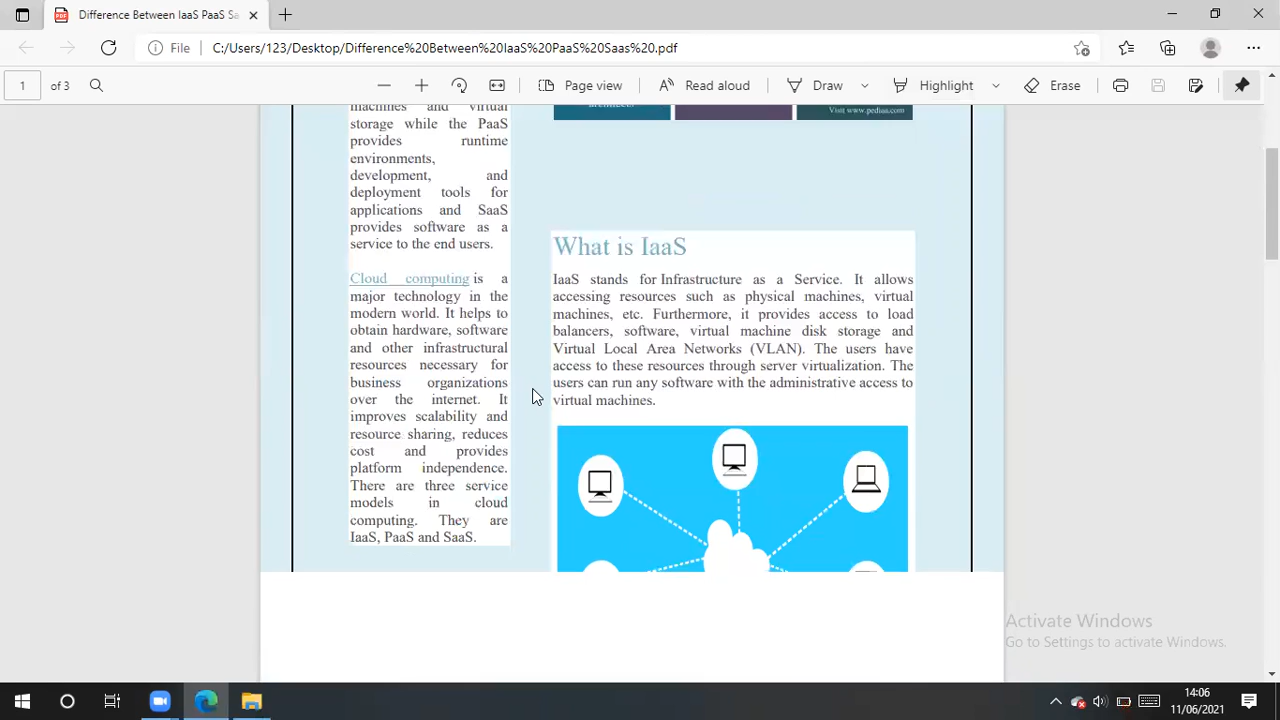 Difference Between IaaS PaaS Sa
File
C:/Users/123/Desktop/Difference%20Between%20IaaS%20PaaS%20Saas%20.pdf
1 of 3
Page view
Read aloud
Draw
Highlight
Erase
machines and virtual
storage while the PaaS
provides runtime
environments,
development, and
deployment tools for
applications and SaaS
provides software as a
service to the end users.
Cloud computing is a
major technology in the
modern world. It helps to
obtain hardware, software
and other infrastructural
resources necessary for
business organizations
over the internet. It
improves scalability and
resource sharing, reduces
cost and provides
platform independence.
There are three service
models in cloud
computing. They are
IaaS, PaaS and SaaS.
architects
Visit www.pediaa.com
What is IaaS
IaaS stands for Infrastructure as a Service. It allows
accessing resources such as physical machines, virtual
machines, etc. Furthermore, it provides access to load
balancers, software, virtual machine disk storage and
Virtual Local Area Networks (VLAN). The users have
access to these resources through server virtualization. The
users can run any software with the administrative access to
virtual machines.
Activate Windows
Go to Settings to activate Windows.
14:06
11/06/2021